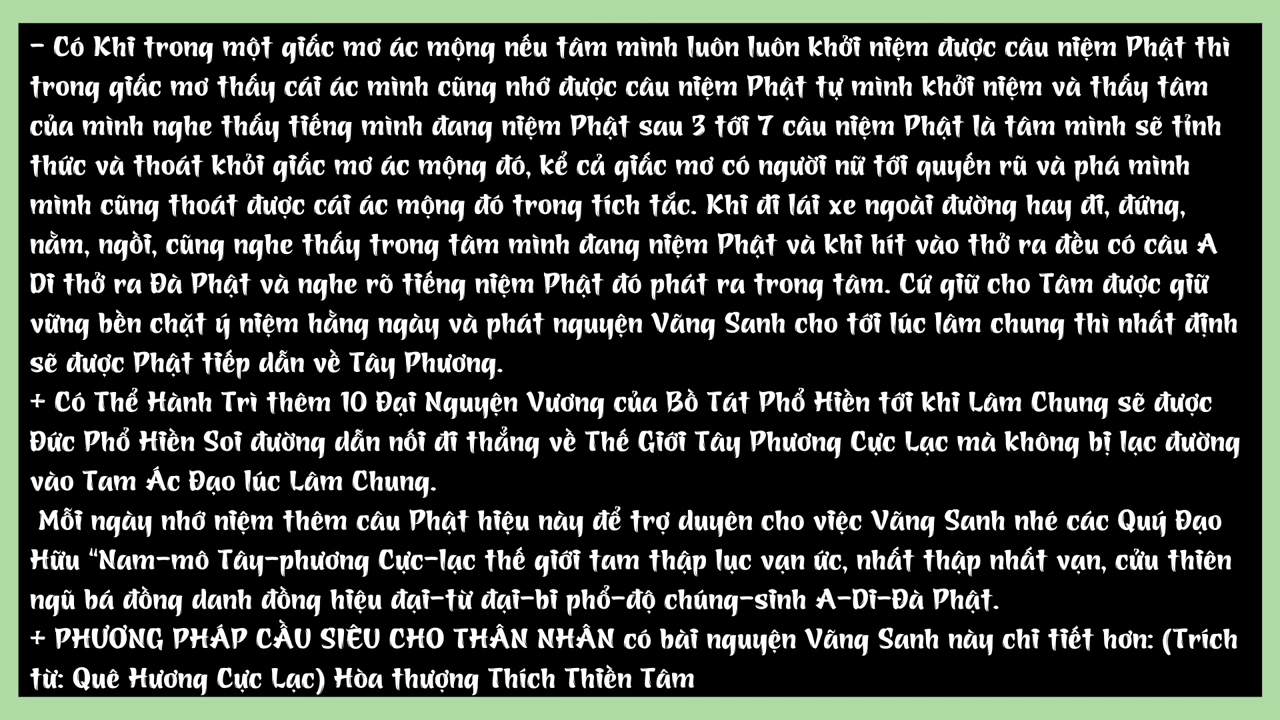 - Có Khi trong một giấc mơ ác mộng nếu tâm mình luôn luôn khởi niệm được câu niệm Phật thì
trong giấc mơ thấy cái ác mình cũng nhớ được câu niệm Phật tự mình khởi niệm và thấy tâm
của mình nghe thấy tiếng mình đang niệm Phật sau 3 tới 7 câu niệm Phật là tâm mình sẽ tỉnh
thức và thoát khỏi giấc mơ ác mộng đó, kể cả giấc mơ có người nữ tới quyến rũ và phá mình
mình cũng thoát được cái ác mộng đó trong tích tắc. Khi đi lái xe ngoài đường hay đi, đứng,
nằm, ngồi, cũng nghe thấy trong tâm mình đang niệm Phật và khi hít vào thở ra đều có câu A
Di thở ra Đà Phật và nghe rõ tiếng niệm Phật đó phát ra trong tâm. Cứ giữ cho Tâm được giữ
vững bền chặt ý niệm hằng ngày và phát nguyện Vãng Sanh cho tới lúc lâm chung thì nhất định
sẽ được Phật tiếp dẫn về Tây Phương.
+ Có Thể Hành Trì thêm 10 Đại Nguyện Vương của Bồ Tát Phổ Hiền tới khi Lâm Chung sẽ được
Đức Phổ Hiền Soi đường dẫn nối đi thẳng về Thế Giới Tây Phương Cực Lạc mà không bị lạc đường
vào Tam Ác Đạo lúc Lâm Chung.
Mỗi ngày nhớ niệm thêm câu Phật hiệu này để trợ duyên cho việc Vãng Sanh nhé các Quý Đạo
Hữu "Nam-mô Tây-phương Cực-lạc thế giới tam thập lục vạn ức, nhất thập nhất vạn, cửu thiên
ngũ bá đồng danh đồng hiệu đại-từ đại-bi phổ-độ chúng-sinh A-Di-Đà Phật.
+ PHƯƠNG PHÁP CẦU SIÊU CHO THÂN NHÂN có bài nguyện Vãng Sanh này chi tiết hơn: (Trích
từ: Quê Hương Cực Lạc) Hòa thượng Thích Thiền Tâm